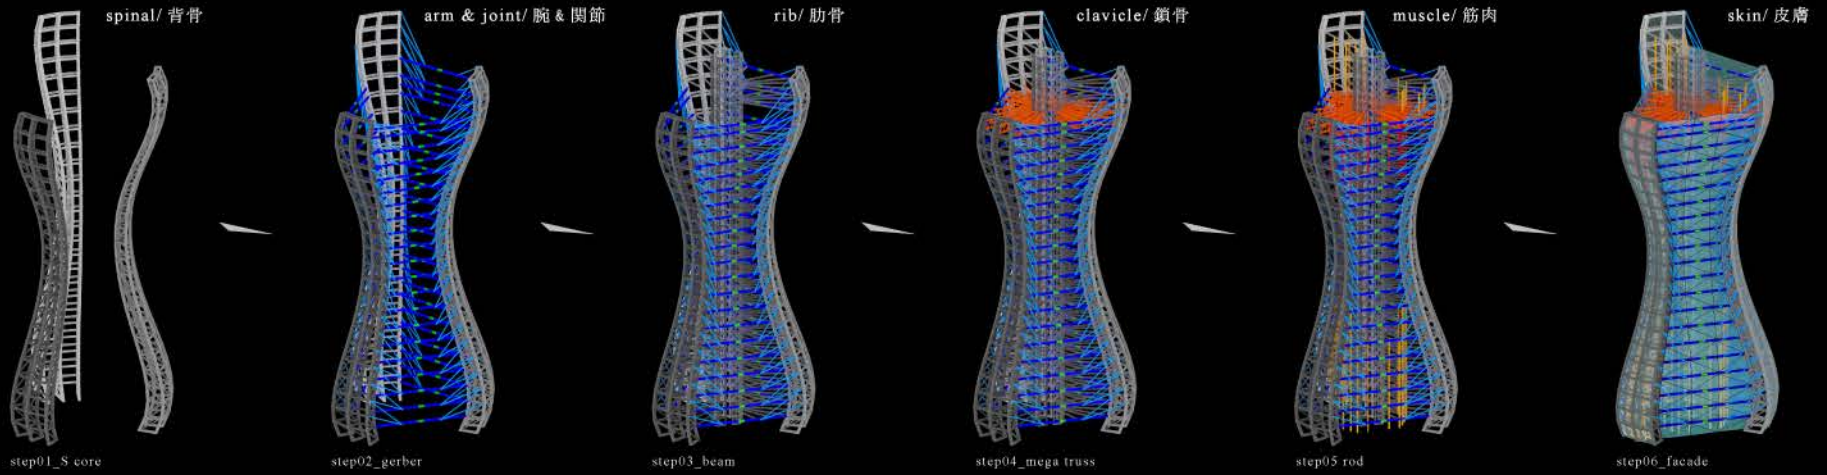 spinal/ 背骨
arm & joint/ 腕 & 関節
rib/ 肋骨
clavicle/ 鎖骨
muscle/ 筋肉
skin/ 皮膚
step01_S core
step02_gerber
step03_beam
step04_mega truss
step05 rod
step06_facade